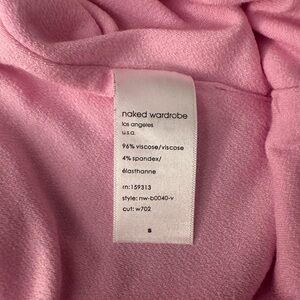 naked wardrobe
los angeles
u.s.a.
96% viscose/viscose
4% spandex/
élasthanne
rn: 159313
style: nw-b0040-v
cut: w702
s